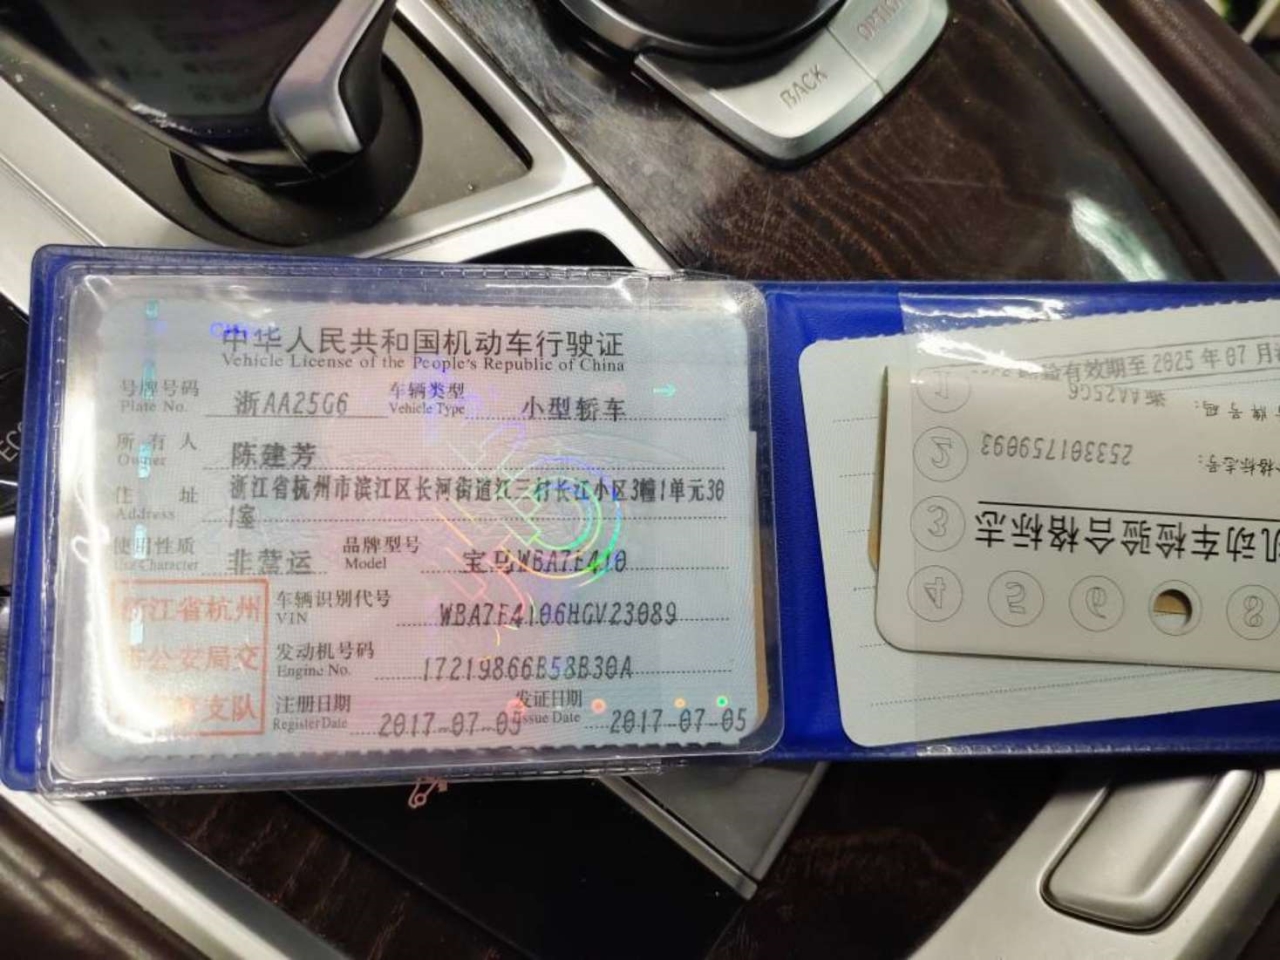 BACK
OPTION
中华人民共和国机动车行驶证
Vehicle License of the People's Republic of China
号牌号码 浙AA25G6 车辆类型 小型轿车
Plate No. Vehicle Type
所有人 陈建芳
Owner
住址 浙江省杭州市滨江区长河街道江三村长江小区3幢1单元30
Address 1室
使用性质 非营运 品牌型号 宝马WBA7E410
Use Character Model
浙江省杭州
市公安局交
支队
车辆识别代号 WBA7E4106HGV23089
VIN
发动机号码 17219866B58B30A
Engine No.
注册日期 2017-07-05 发证日期 2017-07-05
Register Date Issue Date
验有效期至 2025年07月
牌号码: 浙AA25G6
格标志号: 253301759093
机动车检验合格标志
1
2
3
4
5
6
8